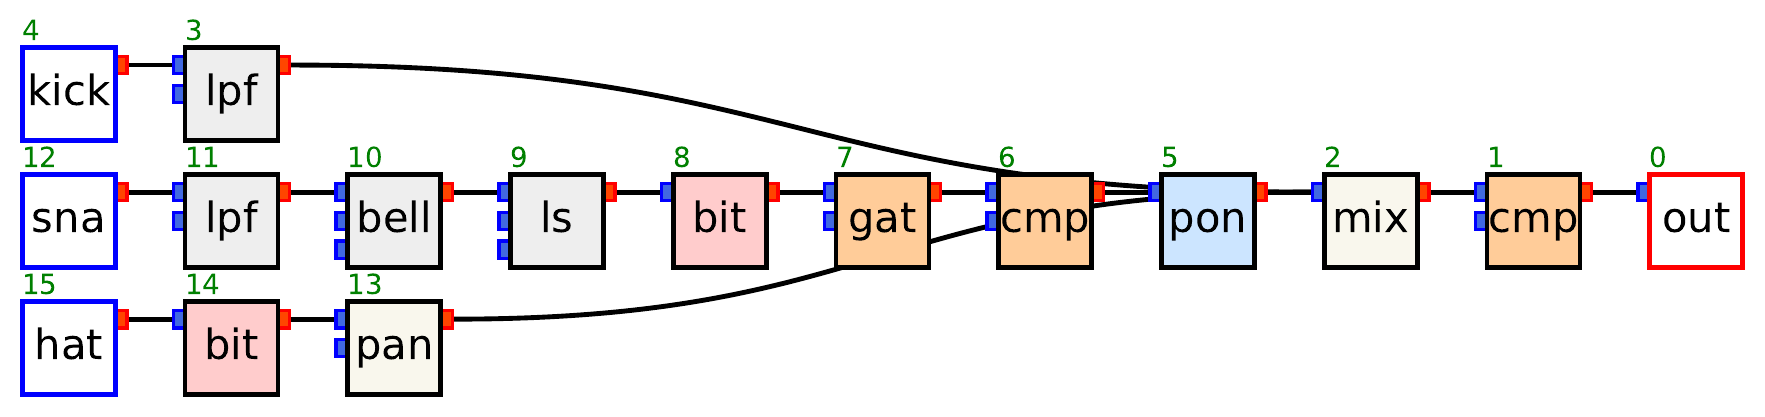 4 3
kick lpf
12 11 10 9 8 7 6 5 2 1 0
sna lpf bell ls bit gat cmp pon mix cmp out
15 14 13
hat bit pan